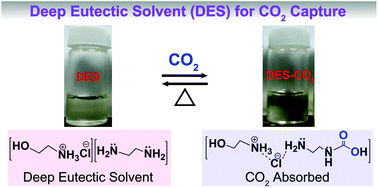 Deep Eutectic Solvent (DES) for CO₂ Capture
DES
CO₂
△
DES-CO₂
HO NH₃ ⊕ Cl ⊖ H₂N NH₂
HO NH₃ ⊕ Cl ⊖ H₂N N H O OH
Deep Eutectic Solvent
CO₂ Absorbed